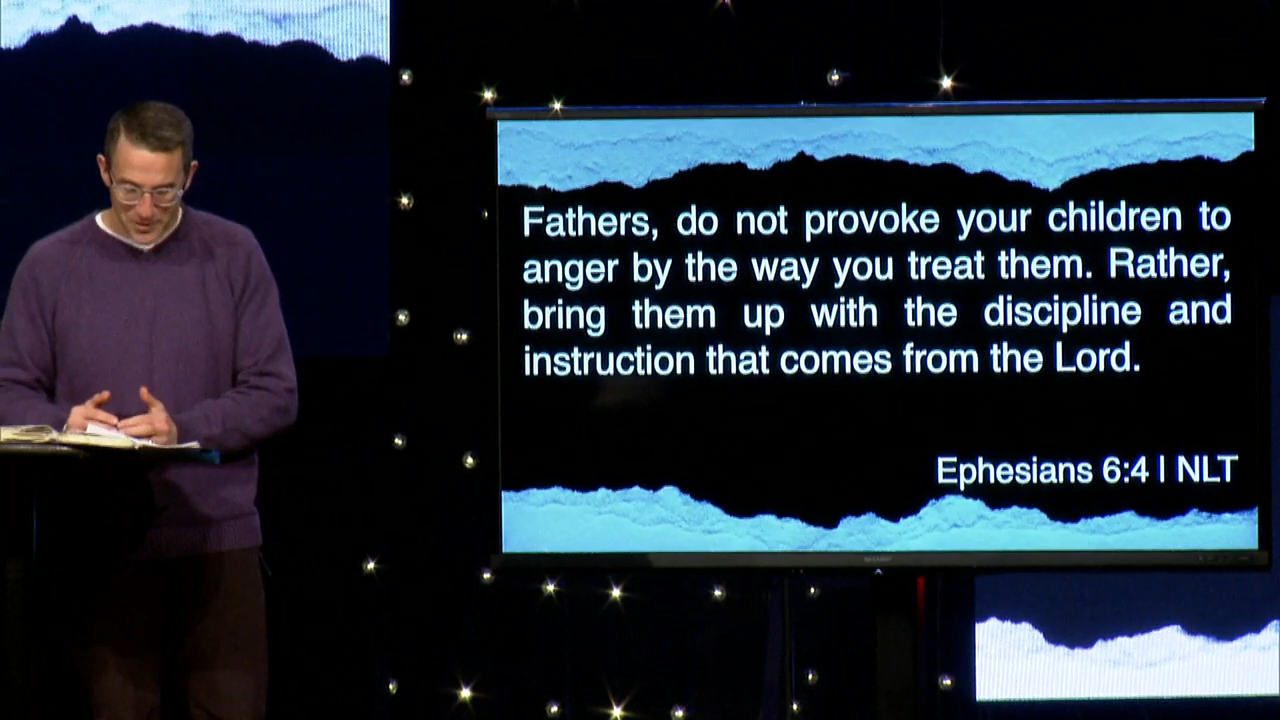 Fathers, do not provoke your children to
anger by the way you treat them. Rather,
bring them up with the discipline and
instruction that comes from the Lord.
Ephesians 6:4 | NLT
SHARP